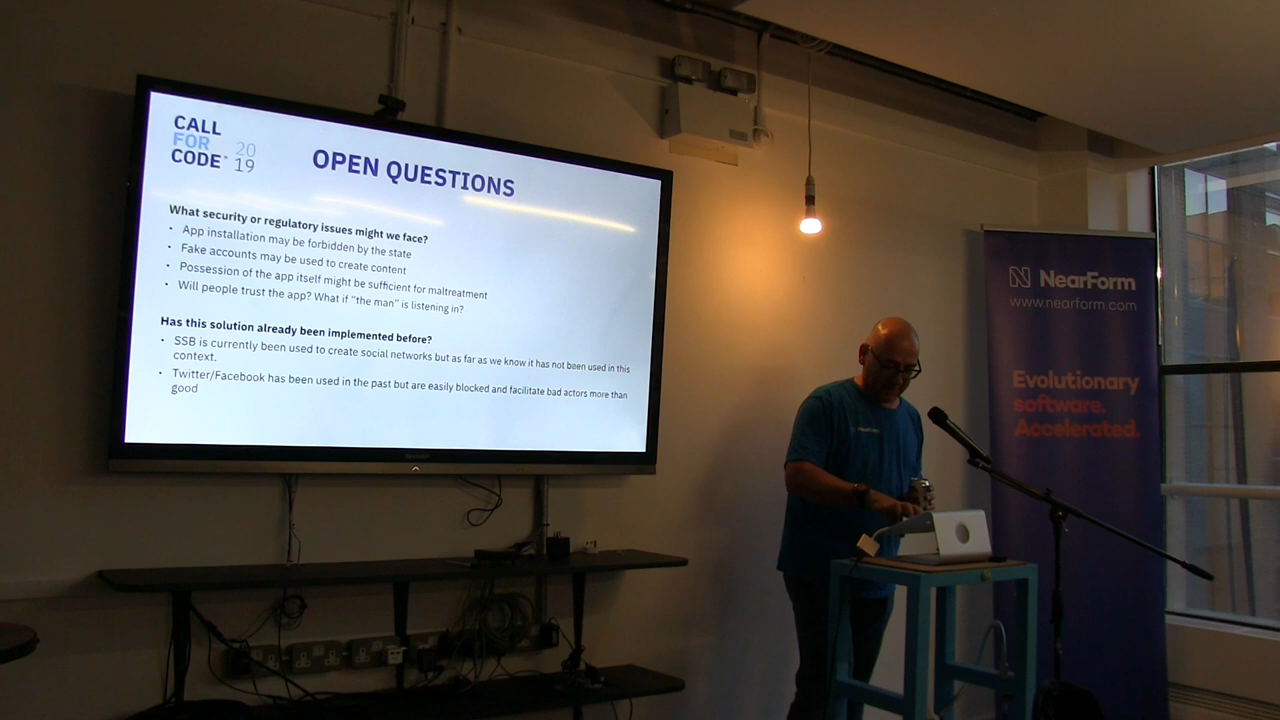 CALL
FOR 20
CODE 19
OPEN QUESTIONS
What security or regulatory issues might we face?
• App installation may be forbidden by the state
• Fake accounts may be used to create content
• Possession of the app itself might be sufficient for maltreatment
• Will people trust the app? What if "the man" is listening in?
Has this solution already been implemented before?
• SSB is currently been used to create social networks but as far as we know it has not been used in this
context.
• Twitter/Facebook has been used in the past but are easily blocked and facilitate bad actors more than
good
NearForm
www.nearform.com
Evolutionary
software.
Accelerated.